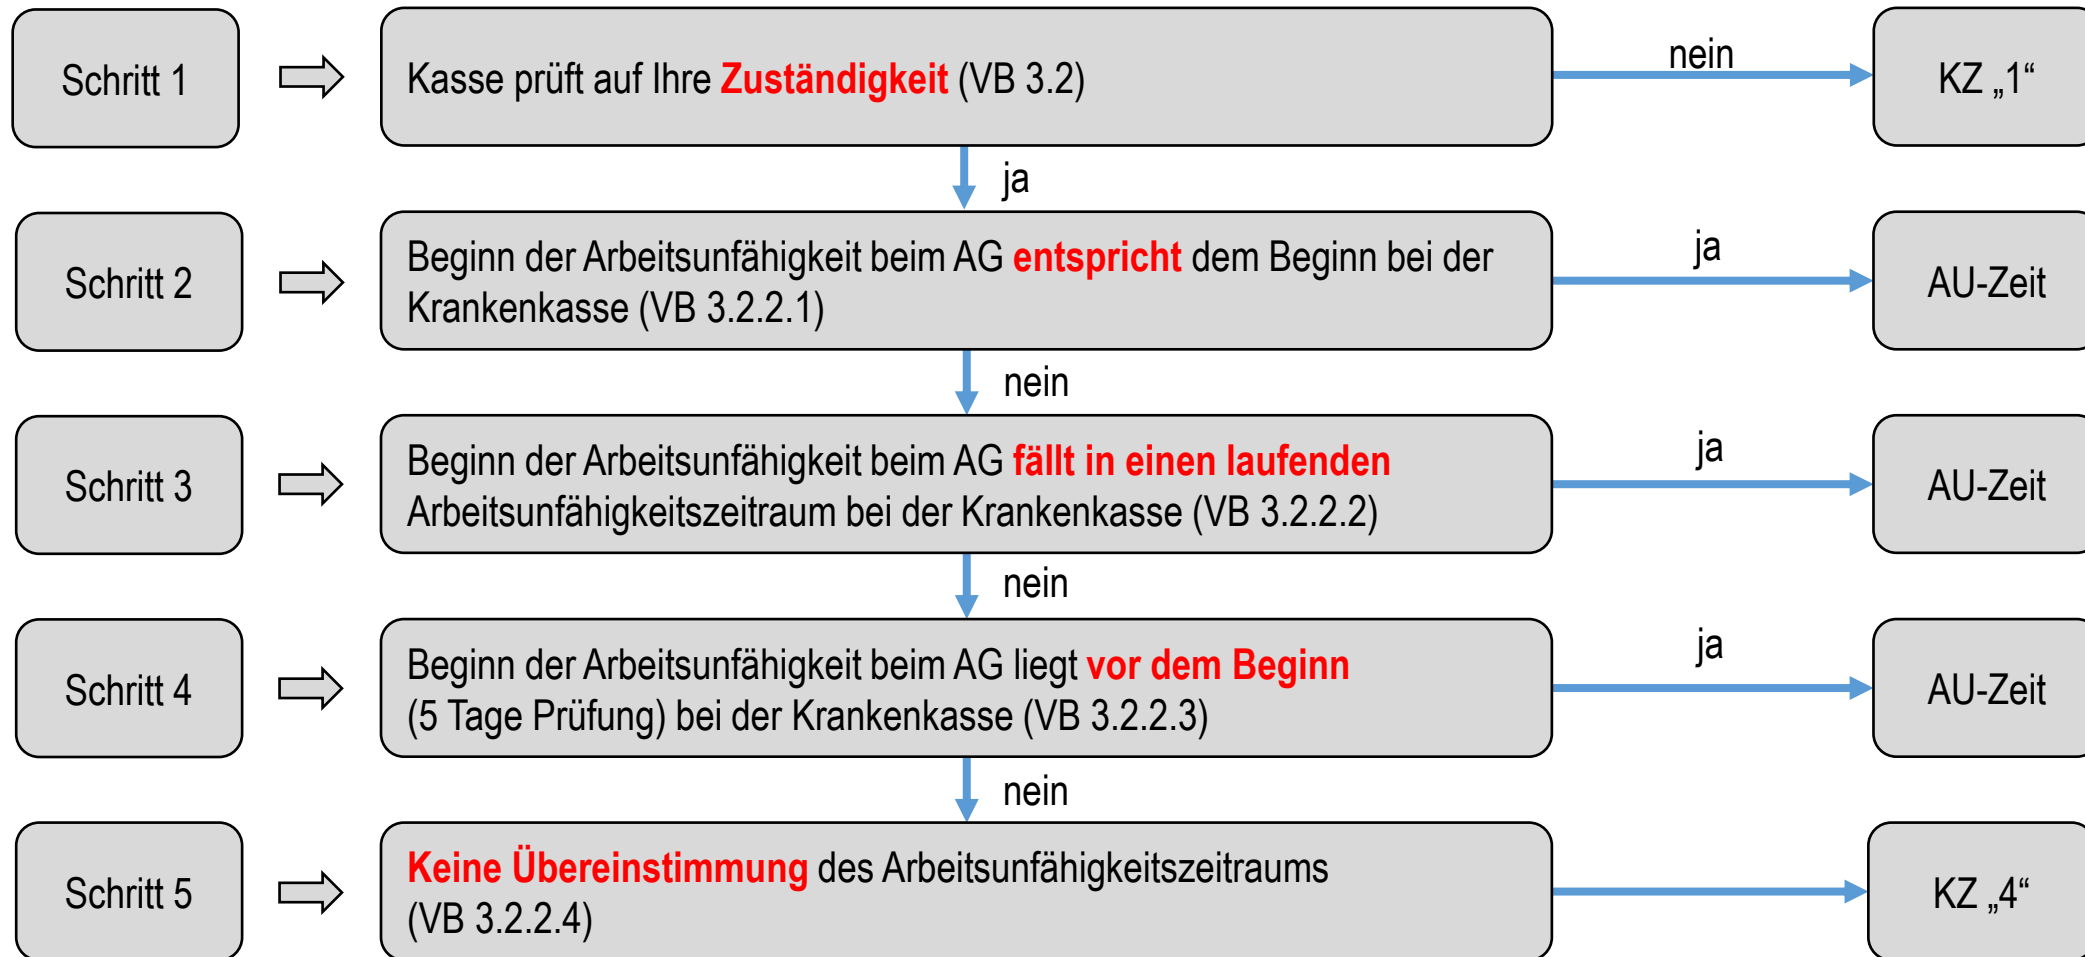 Schritt 1
Kasse prüft auf Ihre Zuständigkeit (VB 3.2)
nein
KZ „1“
ja
Schritt 2
Beginn der Arbeitsunfähigkeit beim AG entspricht dem Beginn bei der
Krankenkasse (VB 3.2.2.1)
ja
AU-Zeit
nein
Schritt 3
Beginn der Arbeitsunfähigkeit beim AG fällt in einen laufenden
Arbeitsunfähigkeitszeitraum bei der Krankenkasse (VB 3.2.2.2)
ja
AU-Zeit
nein
Schritt 4
Beginn der Arbeitsunfähigkeit beim AG liegt vor dem Beginn
(5 Tage Prüfung) bei der Krankenkasse (VB 3.2.2.3)
ja
AU-Zeit
nein
Schritt 5
Keine Übereinstimmung des Arbeitsunfähigkeitszeitraums
(VB 3.2.2.4)
KZ „4“